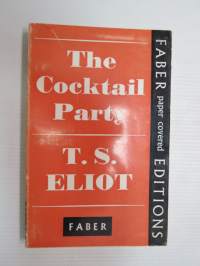 The
Cocktail
Party
T. S.
ELIOT
FABER
FABER paper covered EDITIONS